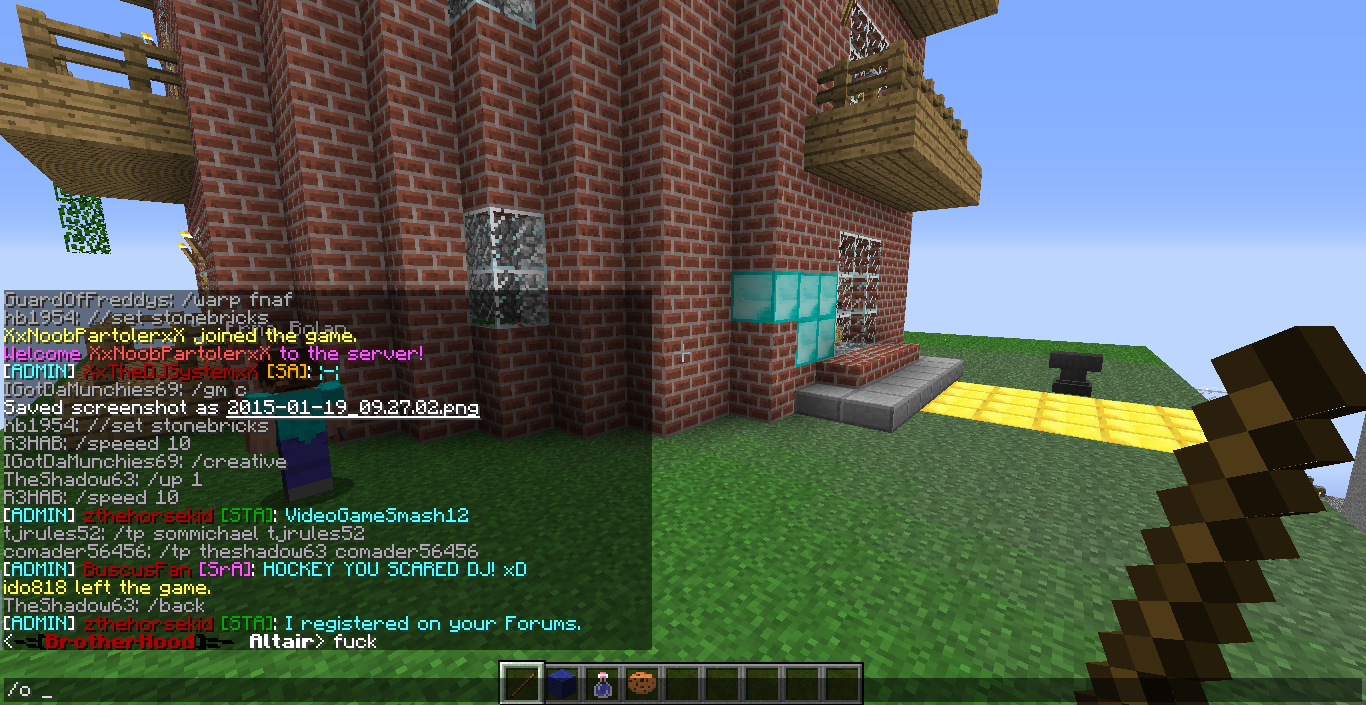 GuardOfFreddys: /warp fnaf
hb1954: //set stonebricks
Bolan
XxNoobPartolerxX joined the game.
Welcome XxNoobPartolerxX to the server!
[ADMIN] XxTheDJSystemxX [SA]: ;-;
IGotDaMunchies69: /gm c
Saved screenshot as 2015-01-19_09.27.02.png
hb1954: //set stonebricks
R3HAB: /speeed 10
IGotDaMunchies69: /creative
TheShadow63: /up 1
R3HAB: /speed 10
[ADMIN] zthehorsekid [STA]: VideoGameSmash12
tjrules52: /tp sommichael tjrules52
comader56456: /tp theshadow63 comader56456
[ADMIN] BuscusFan [SrA]: HOCKEY YOU SCARED DJ! xD
ido818 left the game.
TheShadow63: /back
[ADMIN] zthehorsekid [STA]: I registered on your Forums.
<-=[BrotherHood]=- Altair> fuck
/o _